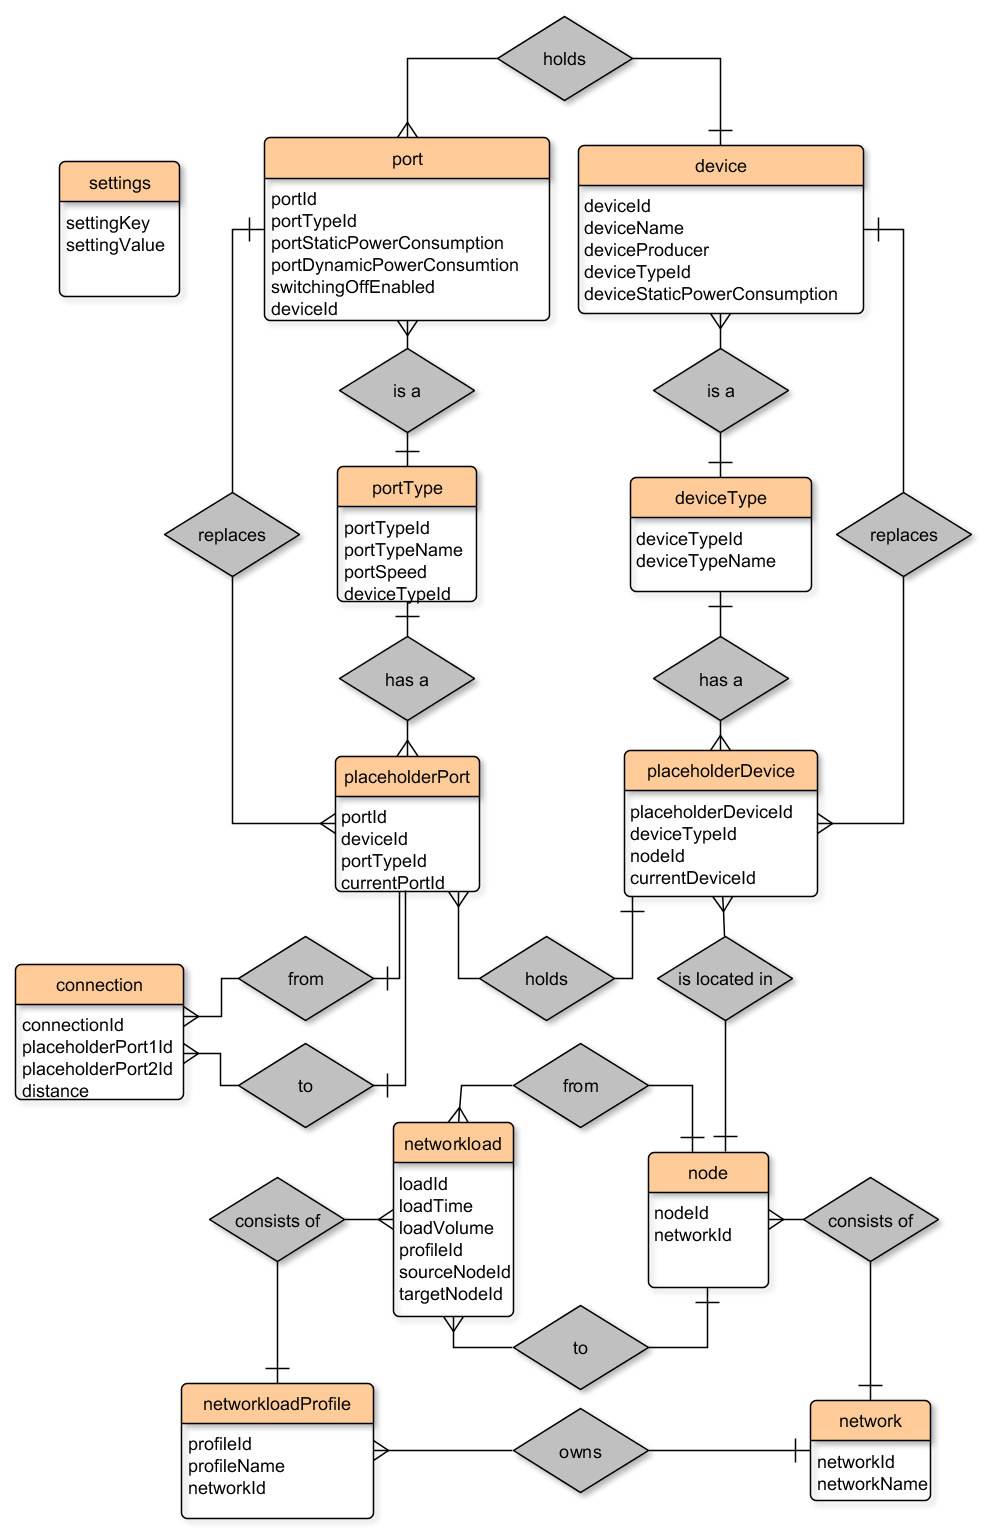 holds
port
portId
portTypeId
portStaticPowerConsumption
portDynamicPowerConsumtion
switchingOffEnabled
deviceId
device
deviceId
deviceName
deviceProducer
deviceTypeId
deviceStaticPowerConsumption
settings
settingKey
settingValue
is a
is a
portType
portTypeId
portTypeName
portSpeed
deviceTypeId
deviceType
deviceTypeId
deviceTypeName
replaces
replaces
has a
has a
placeholderPort
portId
deviceId
portTypeId
currentPortId
placeholderDevice
placeholderDeviceId
deviceTypeId
nodeId
currentDeviceId
from
holds
is located in
connection
connectionId
placeholderPort1Id
placeholderPort2Id
distance
to
from
networkload
loadId
loadTime
loadVolume
profileId
sourceNodeId
targetNodeId
node
nodeId
networkId
consists of
consists of
to
networkloadProfile
profileId
profileName
networkId
owns
network
networkId
networkName